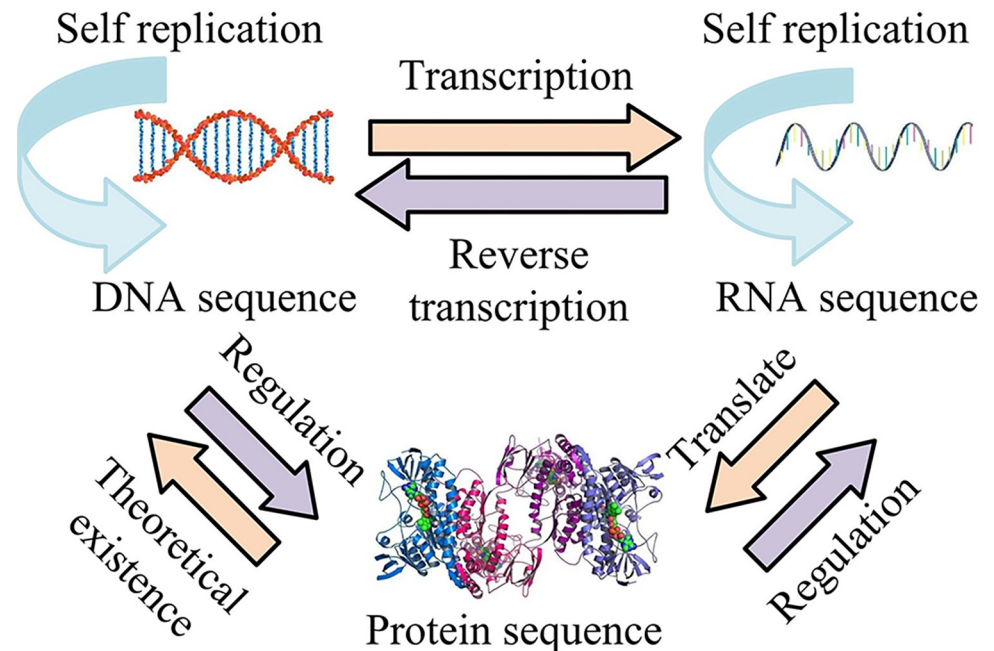 Self replication
Self replication
Transcription
Reverse
transcription
DNA sequence
RNA sequence
Regulation
Theoretical
existence
Translate
Regulation
Protein sequence